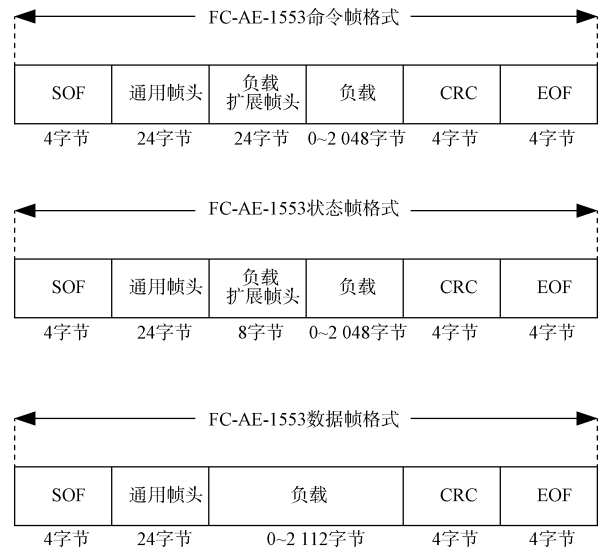 FC-AE-1553命令帧格式
SOF 通用帧头 负载 扩展帧头 负载 CRC EOF
4字节 24字节 24字节 0~2 048字节 4字节 4字节
FC-AE-1553状态帧格式
SOF 通用帧头 负载 扩展帧头 负载 CRC EOF
4字节 24字节 8字节 0~2 048字节 4字节 4字节
FC-AE-1553数据帧格式
SOF 通用帧头 负载 CRC EOF
4字节 24字节 0~2 112字节 4字节 4字节